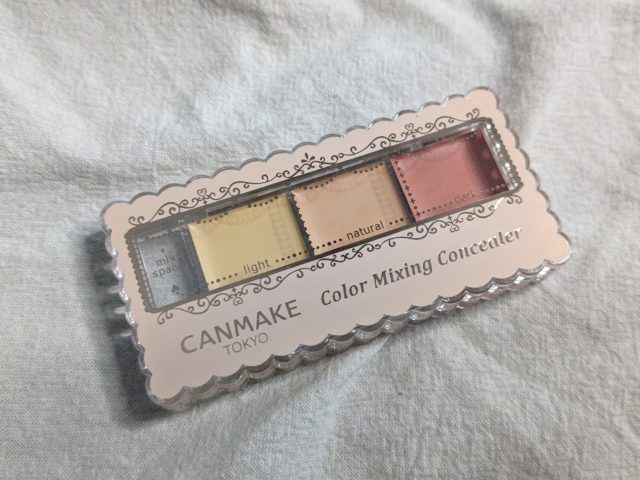 mix
space
light
natural
dark
CANMAKE
TOKYO
Color Mixing Concealer